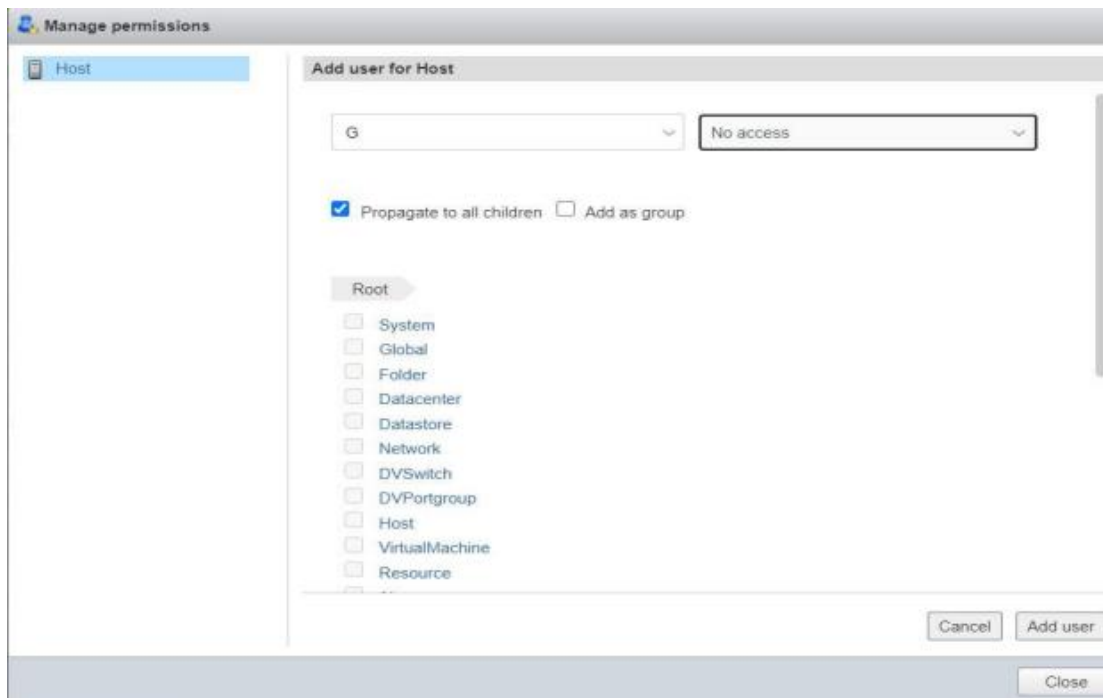 Manage permissions
Host
Add user for Host
G
No access
Propagate to all children
Add as group
Root
System
Global
Folder
Datacenter
Datastore
Network
DVSwitch
DVPortgroup
Host
VirtualMachine
Resource
Cancel
Add user
Close